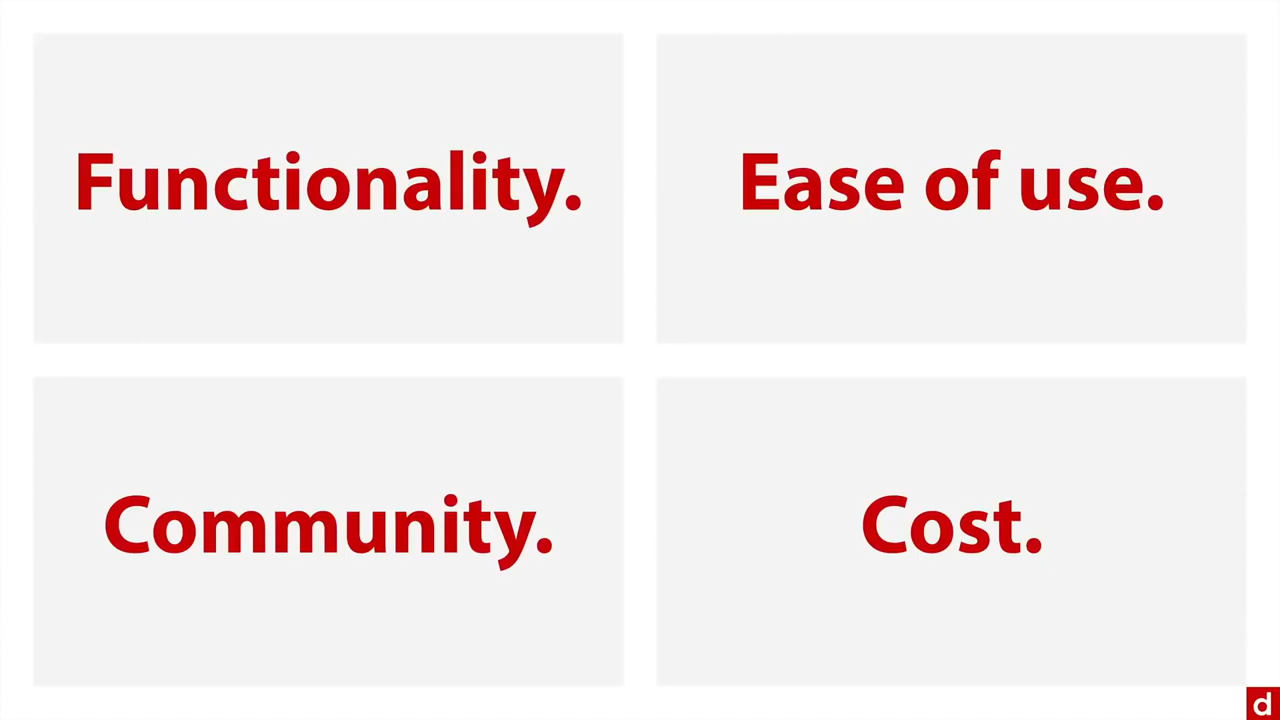 Functionality.
Ease of use.
Community.
Cost.
d